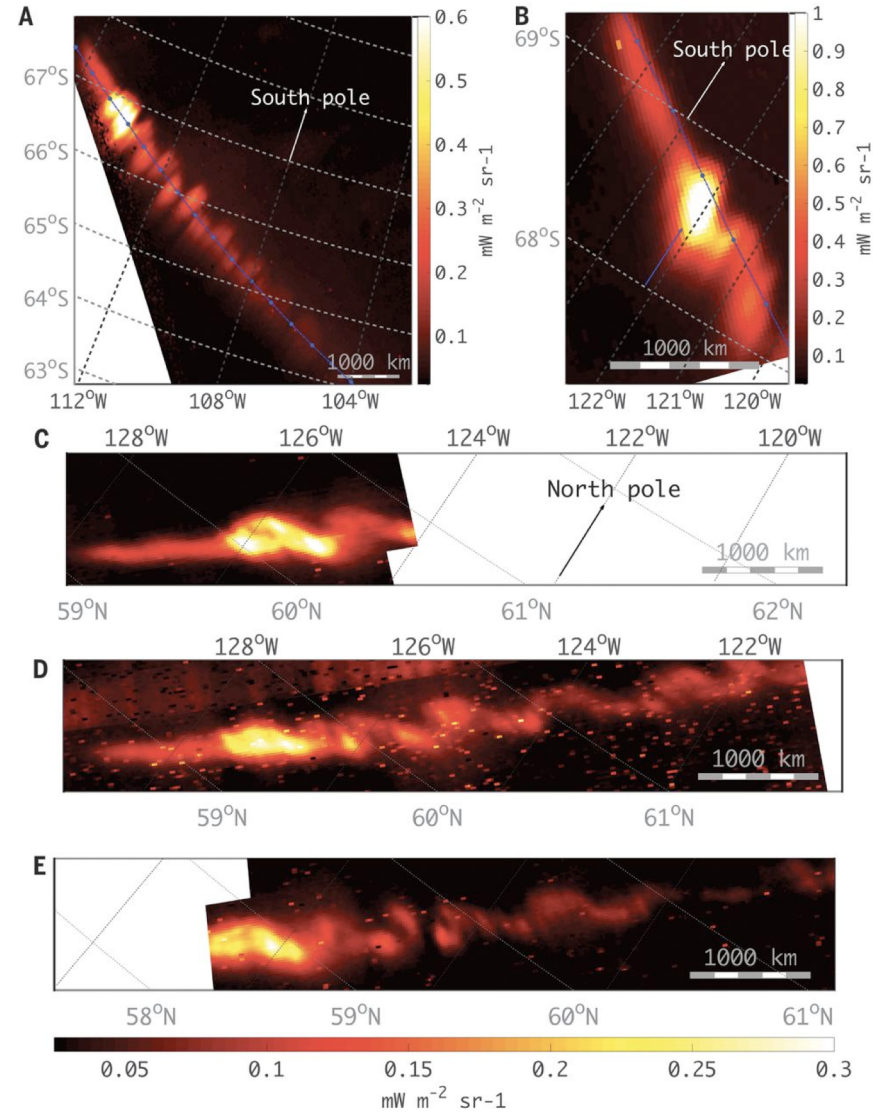 A
67°S
66°S
65°S
64°S
63°S
South pole
1000 km
112°W 108°W 104°W
0.6
0.5
0.4
0.3
0.2
0.1
mW m⁻² sr-1
B
69°S
68°S
South pole
1000 km
122°W 121°W 120°W
1
0.9
0.8
0.7
0.6
0.5
0.4
0.3
0.2
0.1
mW m⁻² sr-1
C
128°W 126°W 124°W 122°W 120°W
North pole
1000 km
59°N 60°N 61°N 62°N
D
128°W 126°W 124°W 122°W
1000 km
59°N 60°N 61°N
E
1000 km
58°N 59°N 60°N 61°N
0.05 0.1 0.15 0.2 0.25 0.3
mW m⁻² sr-1